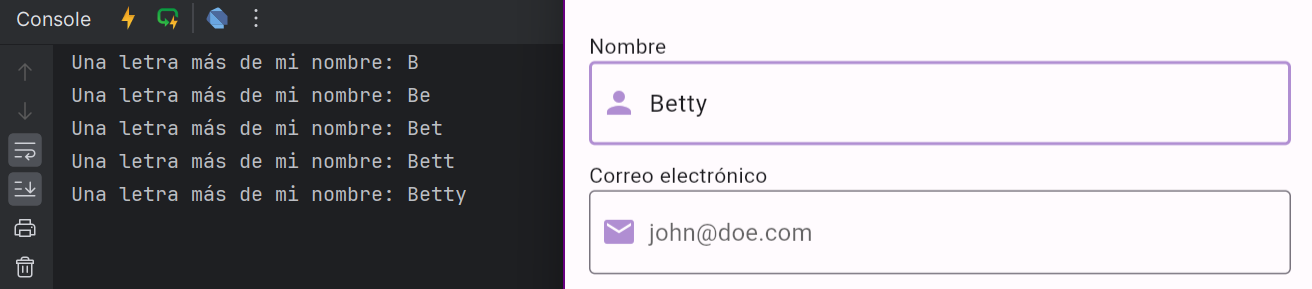 Console
Una letra más de mi nombre: B
Una letra más de mi nombre: Be
Una letra más de mi nombre: Bet
Una letra más de mi nombre: Bett
Una letra más de mi nombre: Betty
Nombre
Betty
Correo electrónico
john@doe.com